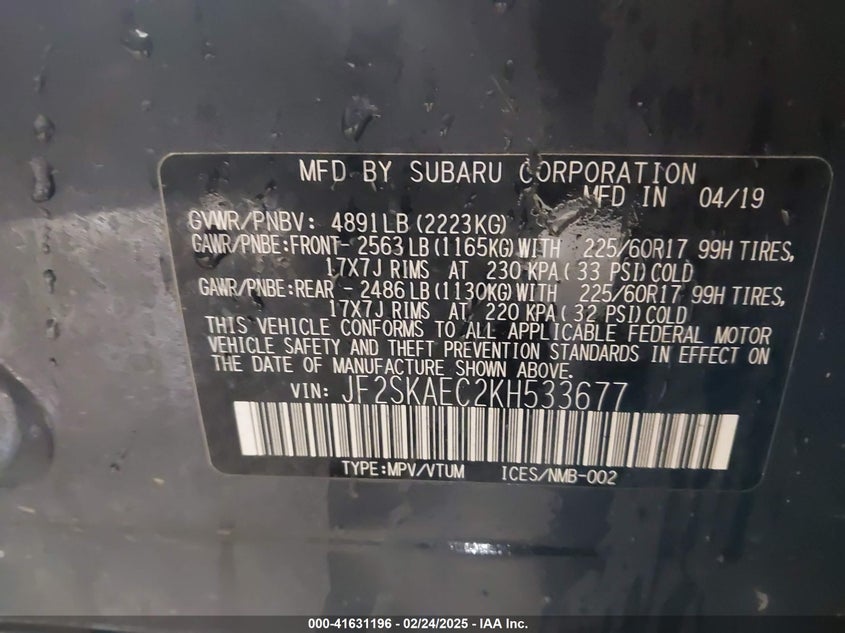 MFD BY SUBARU CORPORATION
MFD IN 04/19
GVWR/PNBV: 4891LB(2223KG)
GAWR/PNBE:FRONT- 2563LB(1165KG)WITH 225/60R17 99H TIRES,
17X7J RIMS AT 230KPA(33 PSI)COLD
GAWR/PNBE:REAR - 2486LB(1130KG)WITH 225/60R17 99H TIRES,
17X7J RIMS AT 220KPA(32 PSI)COLD
THIS VEHICLE CONFORMS TO ALL APPLICABLE FEDERAL MOTOR
VEHICLE SAFETY AND THEFT PREVENTION STANDARDS IN EFFECT ON
THE DATE OF MANUFACTURE SHOWN ABOVE.
VIN: JF2SKAEC2KH533677
TYPE:MPV/VTUM ICES/NMB-002
000-41631196 - 02/24/2025 - IAA Inc.